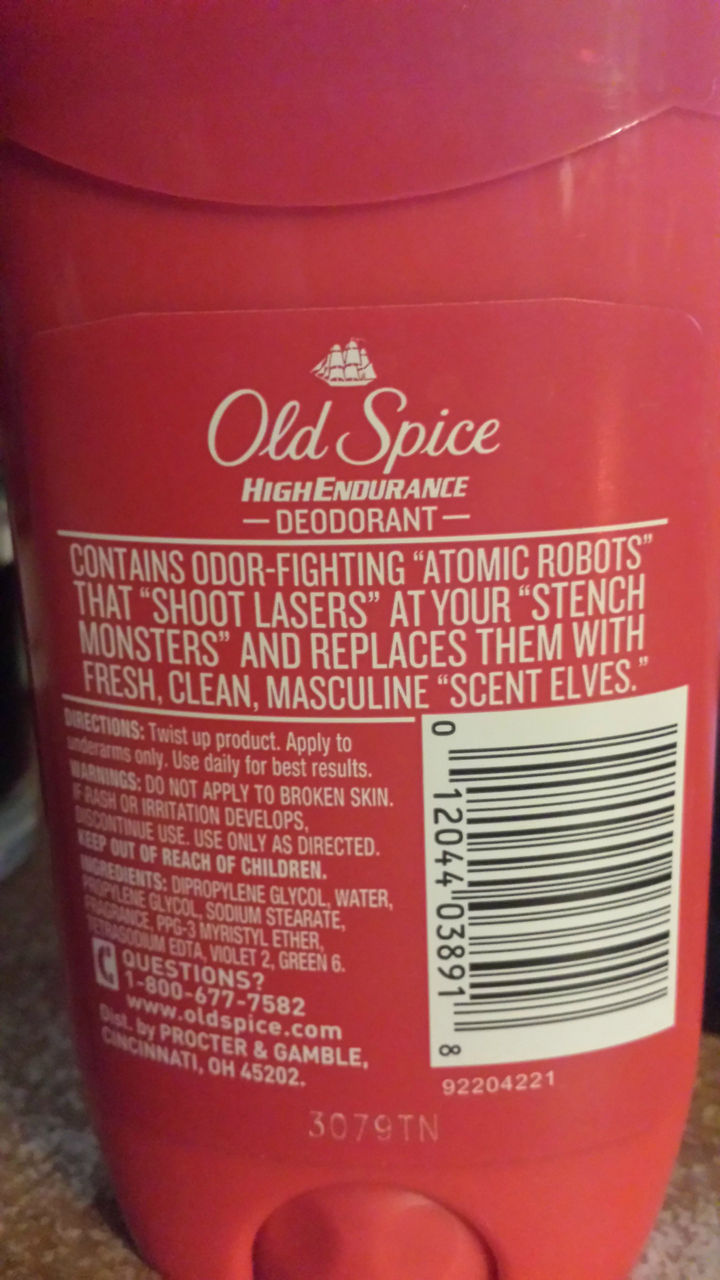 Old Spice
HIGH ENDURANCE
— DEODORANT —
CONTAINS ODOR-FIGHTING “ATOMIC ROBOTS”
THAT “SHOOT LASERS” AT YOUR “STENCH
MONSTERS” AND REPLACES THEM WITH
FRESH, CLEAN, MASCULINE “SCENT ELVES.”
DIRECTIONS: Twist up product. Apply to
underarms only. Use daily for best results.
WARNINGS: DO NOT APPLY TO BROKEN SKIN.
IF RASH OR IRRITATION DEVELOPS,
DISCONTINUE USE. USE ONLY AS DIRECTED.
KEEP OUT OF REACH OF CHILDREN.
INGREDIENTS: DIPROPYLENE GLYCOL, WATER,
PROPYLENE GLYCOL, SODIUM STEARATE,
FRAGRANCE, PPG-3 MYRISTYL ETHER,
TETRASODIUM EDTA, VIOLET 2, GREEN 6.
QUESTIONS?
1-800-677-7582
www.oldspice.com
Dist. by PROCTER & GAMBLE,
CINCINNATI, OH 45202.
0 12044 03891 8
92204221
3079TN